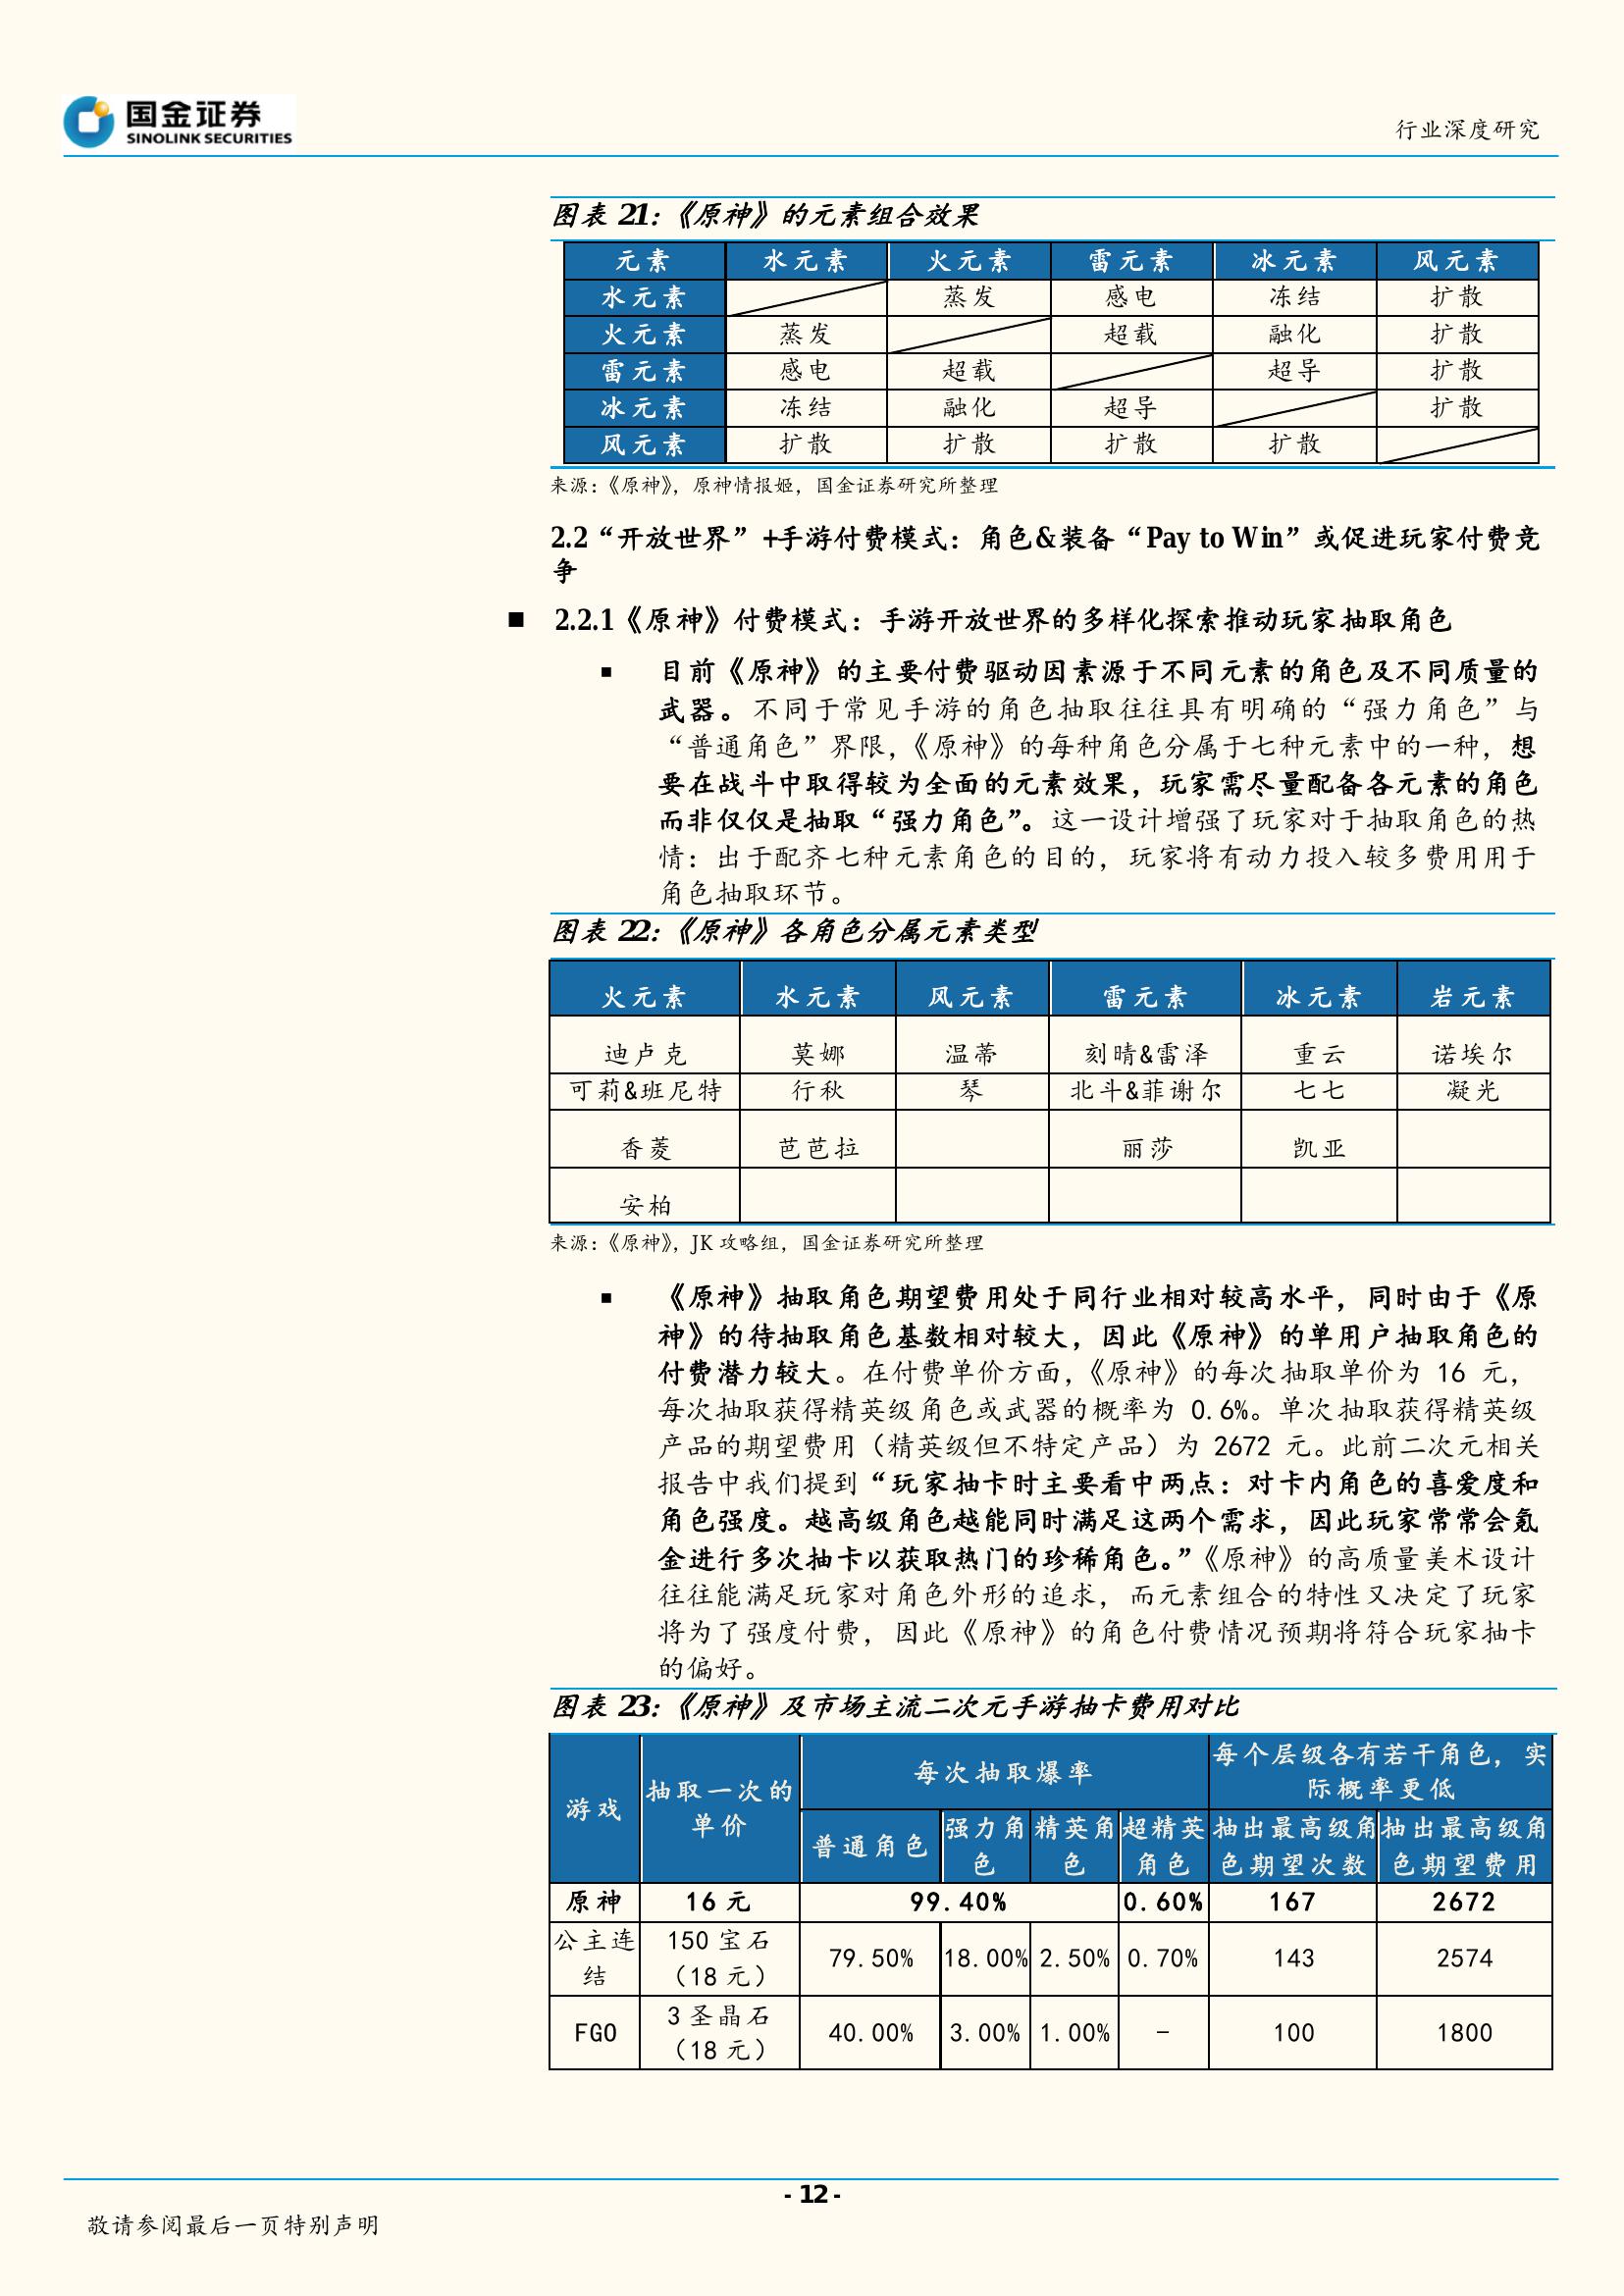 国金证券
SINOLINK SECURITIES
行业深度研究
图表 21：《原神》的元素组合效果
元素 水元素 火元素 雷元素 冰元素 风元素
水元素 蒸发 感电 冻结 扩散
火元素 蒸发 超载 融化 扩散
雷元素 感电 超载 超导 扩散
冰元素 冻结 融化 超导 扩散
风元素 扩散 扩散 扩散 扩散
来源：《原神》，原神情报姬，国金证券研究所整理
2.2“开放世界”+手游付费模式：角色&装备“Pay to Win”或促进玩家付费竞
争
■ 2.2.1《原神》付费模式：手游开放世界的多样化探索推动玩家抽取角色
▪ 目前《原神》的主要付费驱动因素源于不同元素的角色及不同质量的
武器。不同于常见手游的角色抽取往往具有明确的“强力角色”与
“普通角色”界限，《原神》的每种角色分属于七种元素中的一种，想
要在战斗中取得较为全面的元素效果，玩家需尽量配备各元素的角色
而非仅仅是抽取“强力角色”。这一设计增强了玩家对于抽取角色的热
情：出于配齐七种元素角色的目的，玩家将有动力投入较多费用用于
角色抽取环节。
图表 22：《原神》各角色分属元素类型
火元素 水元素 风元素 雷元素 冰元素 岩元素
迪卢克 莫娜 温蒂 刻晴&雷泽 重云 诺埃尔
可莉&班尼特 行秋 琴 北斗&菲谢尔 七七 凝光
香菱 芭芭拉 丽莎 凯亚
安柏
来源：《原神》，JK 攻略组，国金证券研究所整理
▪ 《原神》抽取角色期望费用处于同行业相对较高水平，同时由于《原
神》的待抽取角色基数相对较大，因此《原神》的单用户抽取角色的
付费潜力较大。在付费单价方面，《原神》的每次抽取单价为 16 元，
每次抽取获得精英级角色或武器的概率为 0.6%。单次抽取获得精英级
产品的期望费用（精英级但不特定产品）为 2672 元。此前二次元相关
报告中我们提到“玩家抽卡时主要看中两点：对卡内角色的喜爱度和
角色强度。越高级角色越能同时满足这两个需求，因此玩家常常会氪
金进行多次抽卡以获取热门的珍稀角色。”《原神》的高质量美术设计
往往能满足玩家对角色外形的追求，而元素组合的特性又决定了玩家
将为了强度付费，因此《原神》的角色付费情况预期将符合玩家抽卡
的偏好。
图表 23：《原神》及市场主流二次元手游抽卡费用对比
游戏 抽取一次的
单价 每次抽取爆率 每个层级各有若干角色，实
际概率更低
普通角色 强力角
色 精英角
色 超精英
角色 抽出最高级角
色期望次数 抽出最高级角
色期望费用
原神 16 元 99.40% 0.60% 167 2672
公主连
结 150 宝石
（18 元） 79.50% 18.00% 2.50% 0.70% 143 2574
FGO 3 圣晶石
（18 元） 40.00% 3.00% 1.00% - 100 1800
- 12 -
敬请参阅最后一页特别声明